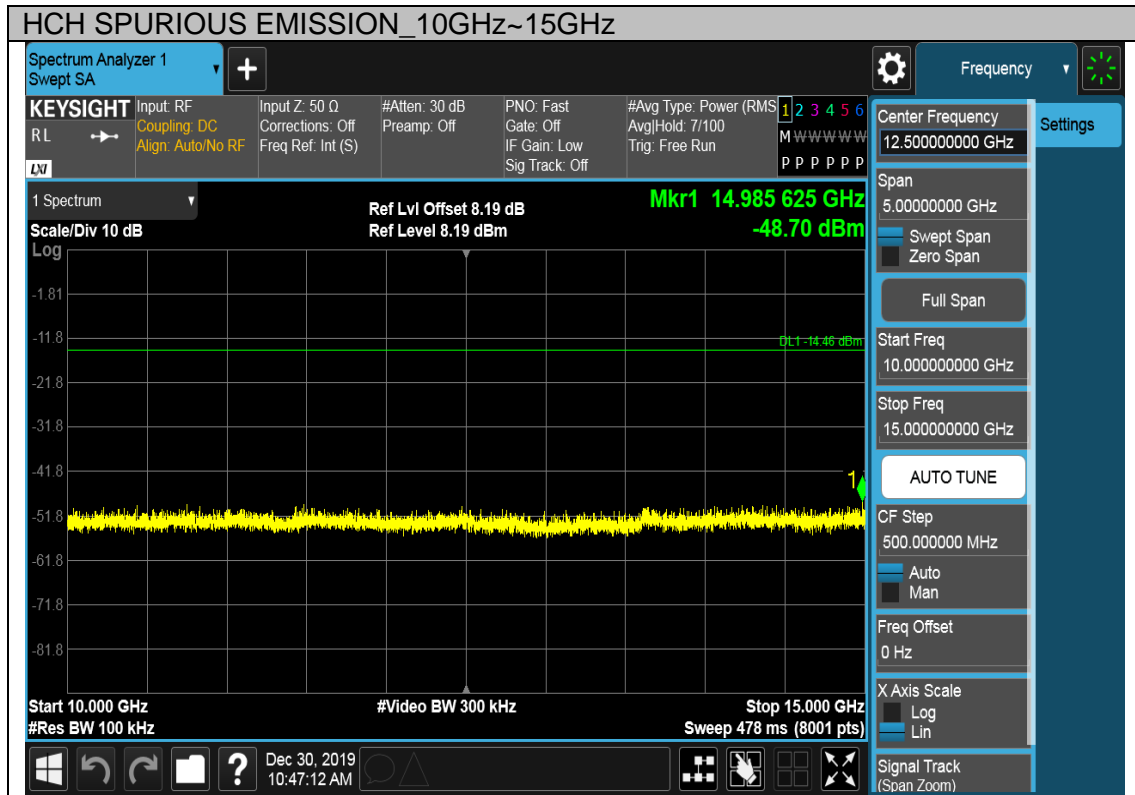 HCH SPURIOUS EMISSION_10GHz~15GHz
Spectrum Analyzer 1
Swept SA
Frequency
KEYSIGHT
RL
LXI
Input: RF
Coupling: DC
Align: Auto/No RF
Input Z: 50 Ω
Corrections: Off
Freq Ref: Int (S)
#Atten: 30 dB
Preamp: Off
PNO: Fast
Gate: Off
IF Gain: Low
Sig Track: Off
#Avg Type: Power (RMS
Avg|Hold: 7/100
Trig: Free Run
1 2 3 4 5 6
M W W W W W
P P P P P P
1 Spectrum
Scale/Div 10 dB
Log
Ref Lvl Offset 8.19 dB
Ref Level 8.19 dBm
Mkr1 14.985 625 GHz
-48.70 dBm
-1.81
-11.8
DL1 -14.46 dBm
-21.8
-31.8
-41.8
1
-51.8
-61.8
-71.8
-81.8
Start 10.000 GHz
#Res BW 100 kHz
#Video BW 300 kHz
Stop 15.000 GHz
Sweep 478 ms (8001 pts)
Center Frequency
12.500000000 GHz
Settings
Span
5.00000000 GHz
Swept Span
Zero Span
Full Span
Start Freq
10.000000000 GHz
Stop Freq
15.000000000 GHz
AUTO TUNE
CF Step
500.000000 MHz
Auto
Man
Freq Offset
0 Hz
X Axis Scale
Log
Lin
Signal Track
(Span Zoom)
?
Dec 30, 2019
10:47:12 AM